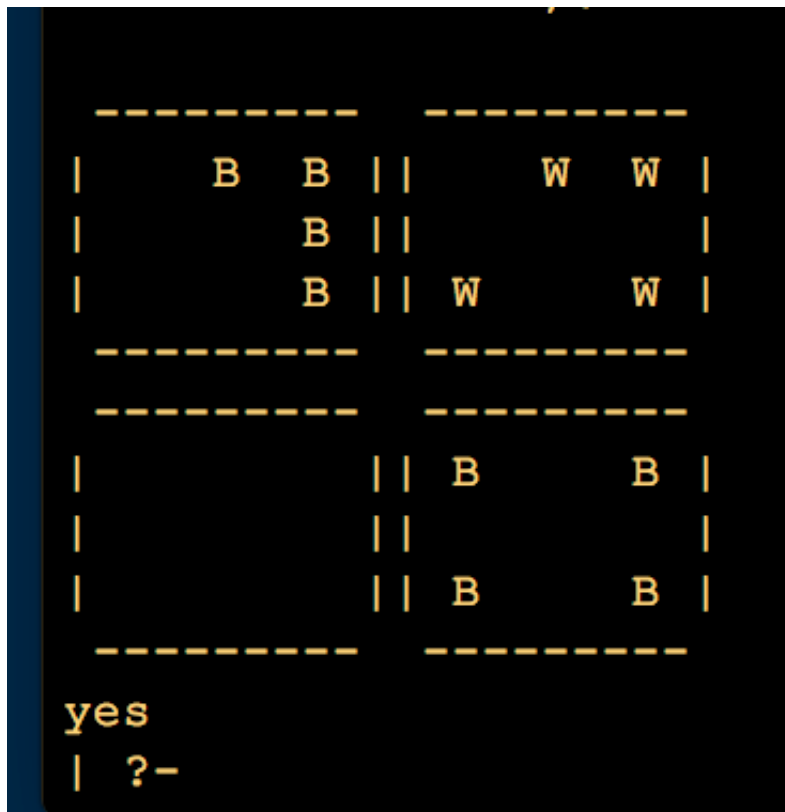 ---------  ---------
|    B  B ||    W  W |
|       B ||         |
|       B || W     W |
 ---------  ---------
 ---------  ---------
|         || B     B |
|         ||         |
|         || B     B |
 ---------  ---------
yes
| ?-